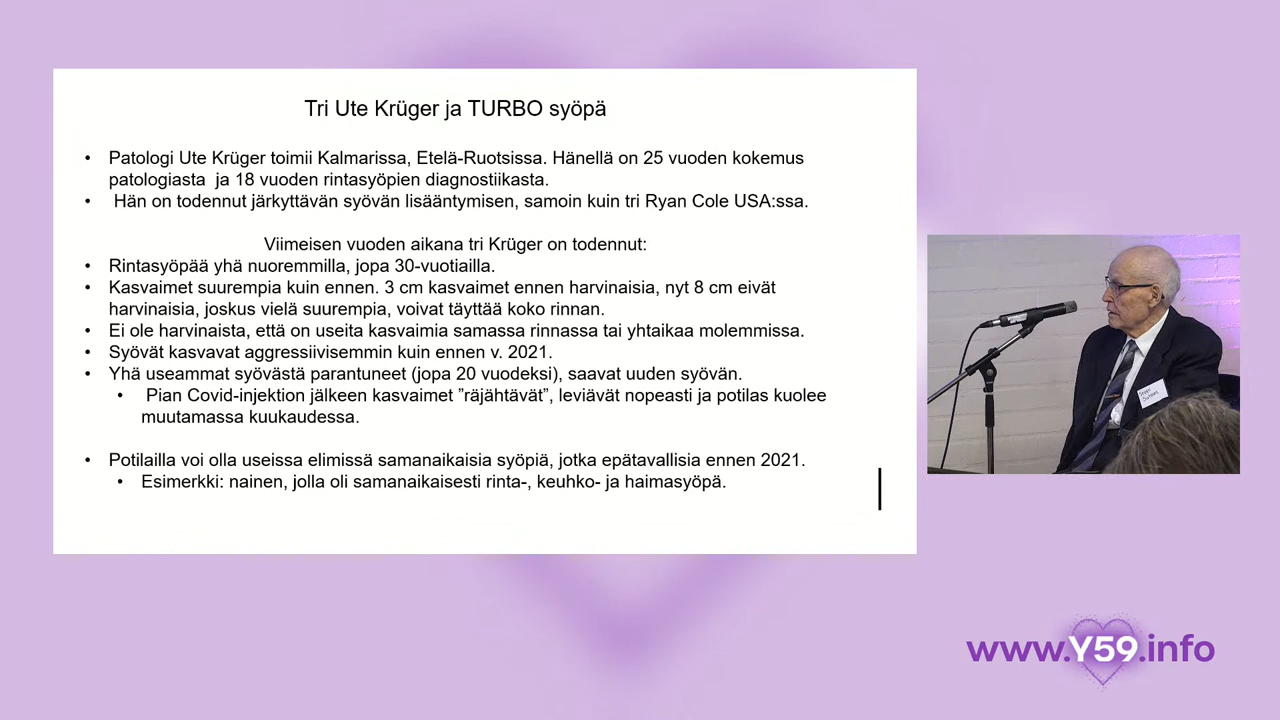 Tri Ute Krüger ja TURBO syöpä
• Patologi Ute Krüger toimii Kalmarissa, Etelä-Ruotsissa. Hänellä on 25 vuoden kokemus
patologiasta ja 18 vuoden rintasyöpien diagnostiikasta.
• Hän on todennut järkyttävän syövän lisääntymisen, samoin kuin tri Ryan Cole USA:ssa.
Viimeisen vuoden aikana tri Krüger on todennut:
• Rintasyöpää yhä nuoremmilla, jopa 30-vuotiailla.
• Kasvaimet suurempia kuin ennen. 3 cm kasvaimet ennen harvinaisia, nyt 8 cm eivät
harvinaisia, joskus vielä suurempia, voivat täyttää koko rinnan.
• Ei ole harvinaista, että on useita kasvaimia samassa rinnassa tai yhtaikaa molemmissa.
• Syövät kasvavat aggressiivisemmin kuin ennen v. 2021.
• Yhä useammat syövästä parantuneet (jopa 20 vuodeksi), saavat uuden syövän.
• Pian Covid-injektion jälkeen kasvaimet ”räjähtävät”, leviävät nopeasti ja potilas kuolee
muutamassa kuukaudessa.
• Potilailla voi olla useissa elimissä samanaikaisia syöpiä, jotka epätavallisia ennen 2021.
• Esimerkki: nainen, jolla oli samanaikaisesti rinta-, keuhko- ja haimasyöpä.
www.Y59.info